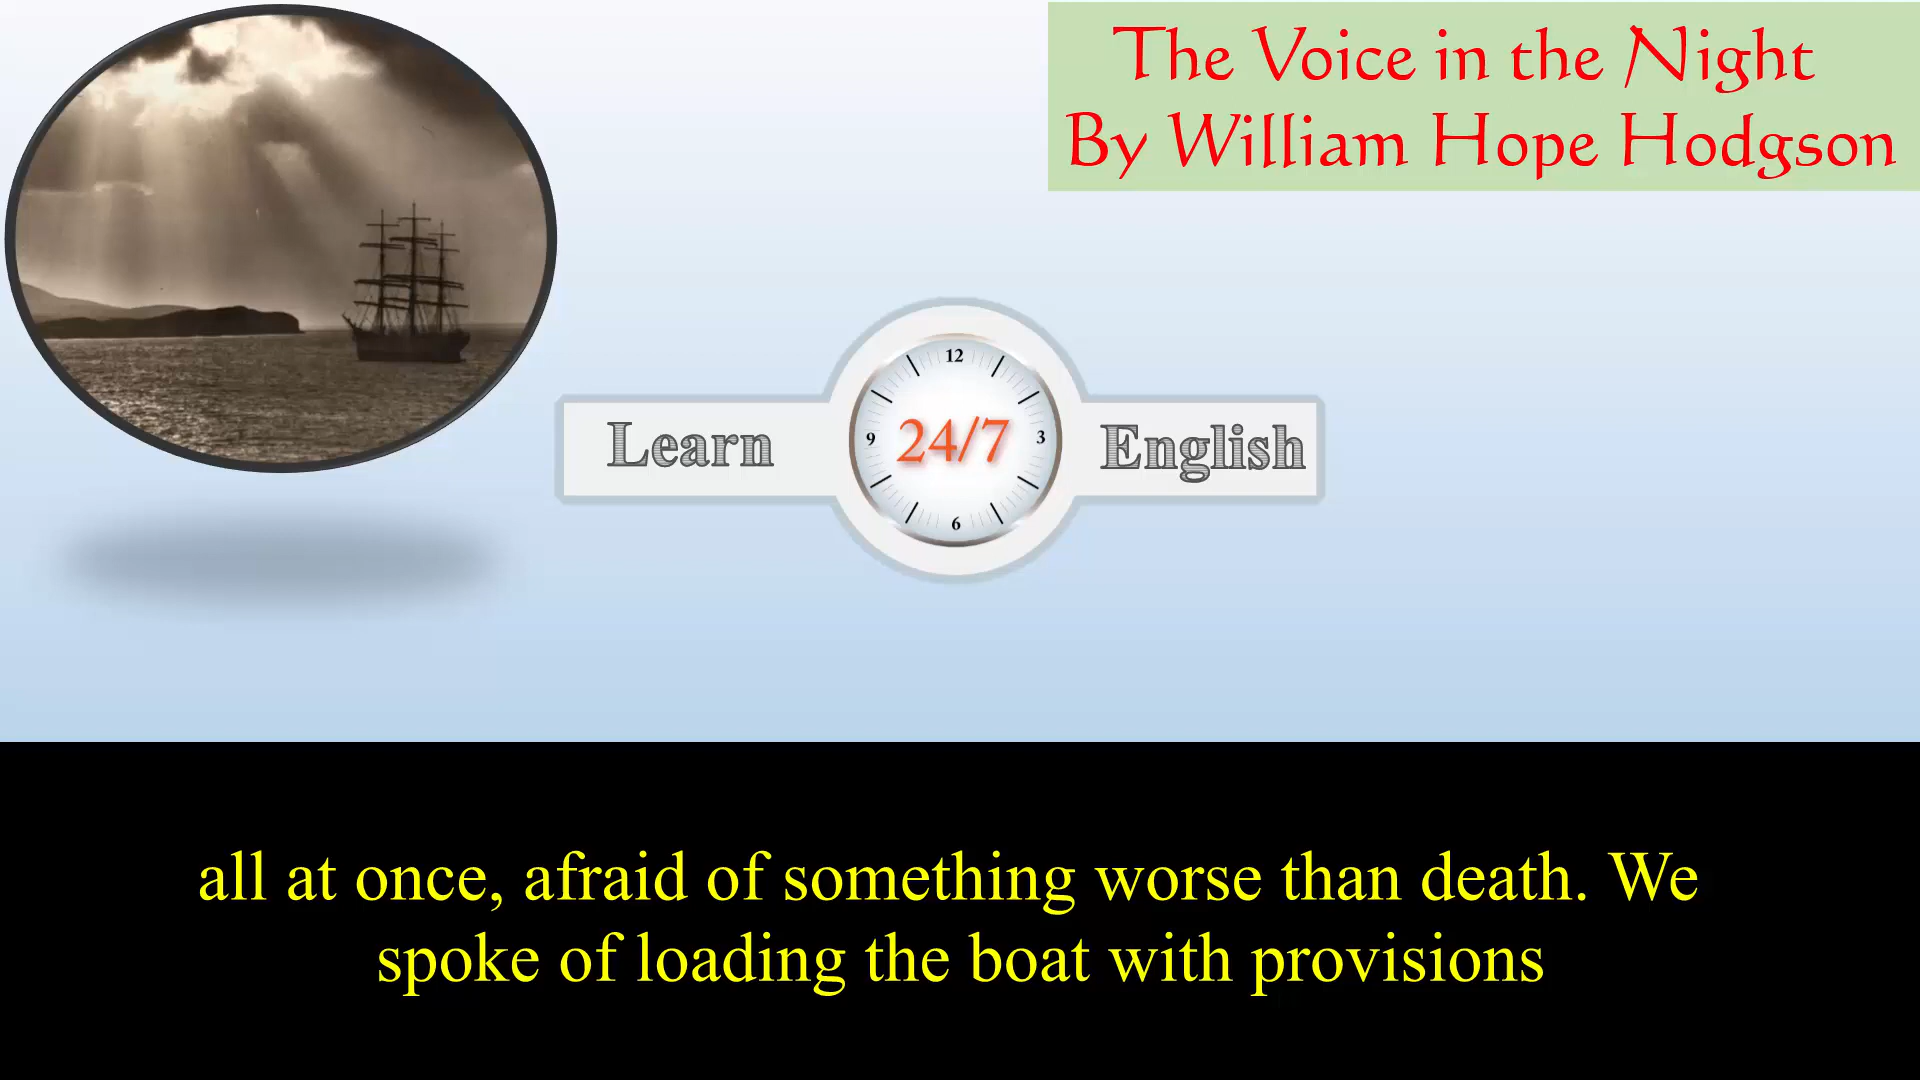 The Voice in the Night
By William Hope Hodgson
12
9
24/7
3
6
Learn
English
all at once, afraid of something worse than death. We
spoke of loading the boat with provisions